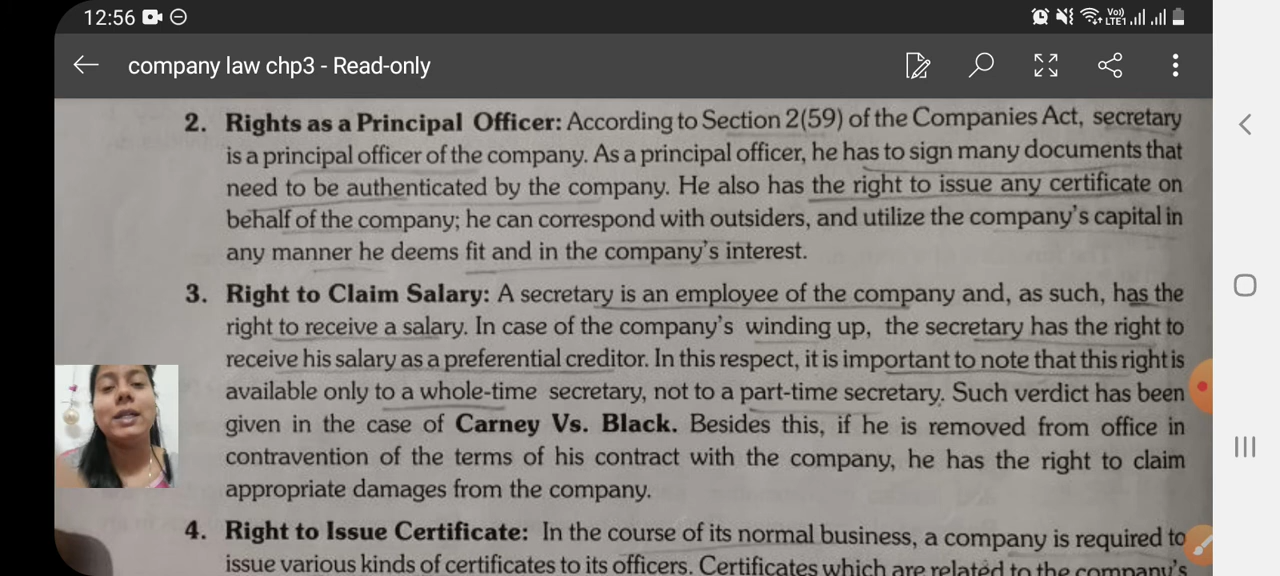 12:56
Vo))
LTE1
company law chp3 - Read-only
2. Rights as a Principal Officer: According to Section 2(59) of the Companies Act, secretary
is a principal officer of the company. As a principal officer, he has to sign many documents that
need to be authenticated by the company. He also has the right to issue any certificate on
behalf of the company; he can correspond with outsiders, and utilize the company's capital in
any manner he deems fit and in the company's interest.
3. Right to Claim Salary: A secretary is an employee of the company and, as such, has the
right to receive a salary. In case of the company's winding up, the secretary has the right to
receive his salary as a preferential creditor. In this respect, it is important to note that this right is
available only to a whole-time secretary, not to a part-time secretary. Such verdict has been
given in the case of Carney Vs. Black. Besides this, if he is removed from office in
contravention of the terms of his contract with the company, he has the right to claim
appropriate damages from the company.
4. Right to Issue Certificate: In the course of its normal business, a company is required to
issue various kinds of certificates to its officers. Certificates which are related to the company's